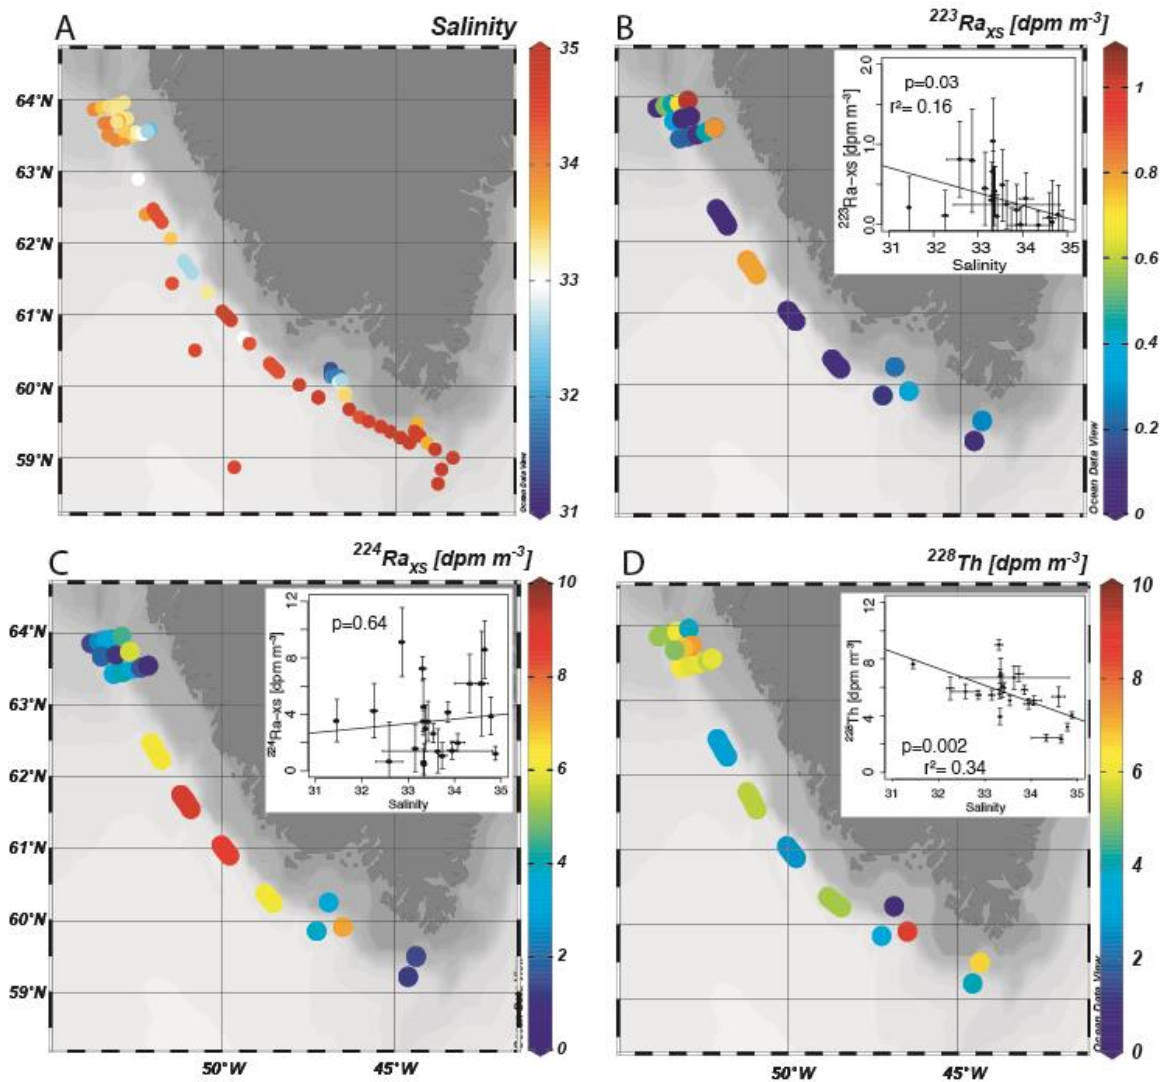 A
Salinity
64°N
63°N
62°N
61°N
60°N
59°N
35
34
33
32
31
Ocean Data View
B
²²³Raxs [dpm m⁻³]
p=0.03
r²= 0.16
²²³Ra-xs [dpm m⁻³]
2.0
1.0
0.0
31 32 33 34 35
Salinity
1
0.8
0.6
0.4
0.2
0
Ocean Data View
C
²²⁴Raxs [dpm m⁻³]
p=0.64
²²⁴Ra-xs [dpm m⁻³]
12
8
4
0
31 32 33 34 35
Salinity
64°N
63°N
62°N
61°N
60°N
59°N
50°W 45°W
10
8
6
4
2
0
D
²²⁸Th [dpm m⁻³]
p=0.002
r²= 0.34
²²⁸Th [dpm m⁻³]
12
8
4
0
31 32 33 34 35
Salinity
50°W 45°W
10
8
6
4
2
0
Ocean Data View